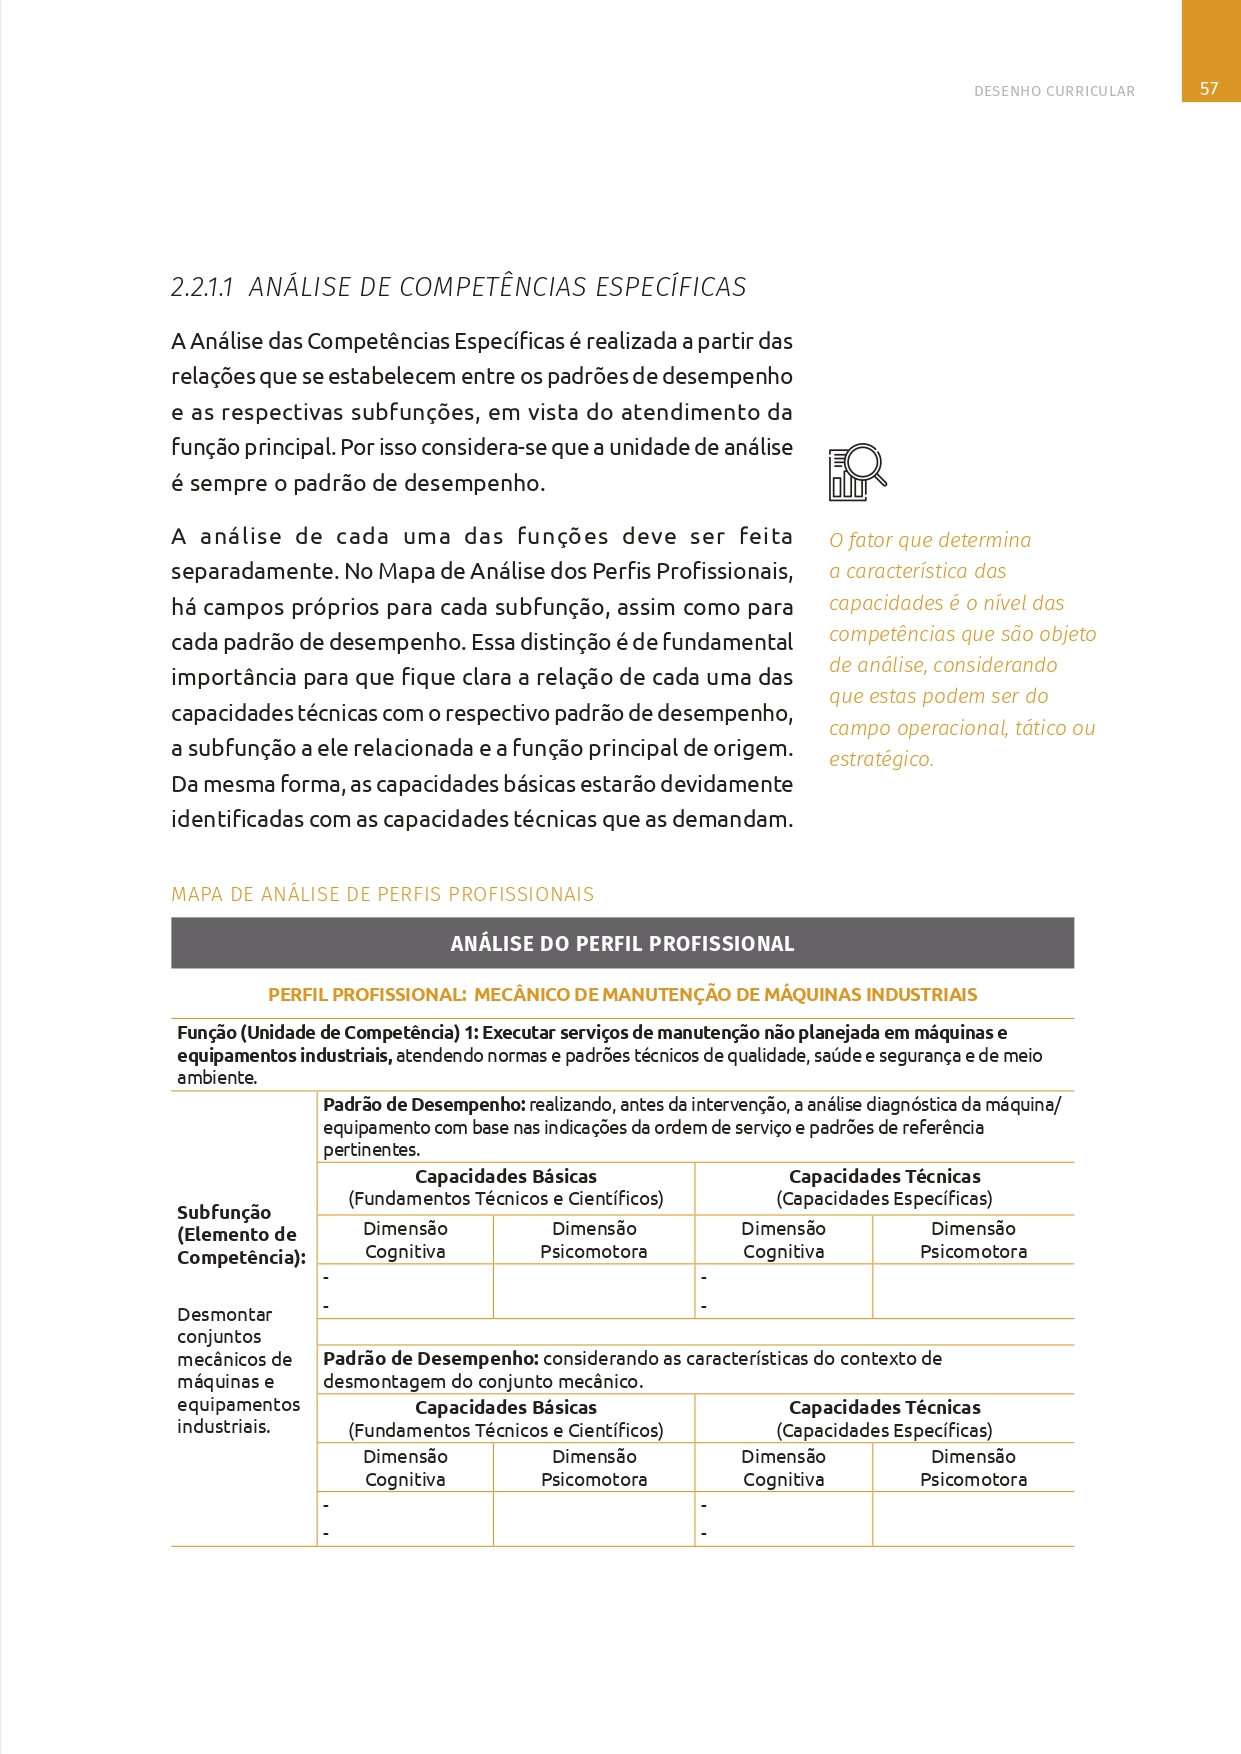 DESENHO CURRICULAR
57
2.2.1.1 ANÁLISE DE COMPETÊNCIAS ESPECÍFICAS
A Análise das Competências Específicas é realizada a partir das
relações que se estabelecem entre os padrões de desempenho
e as respectivas subfunções, em vista do atendimento da
função principal. Por isso considera-se que a unidade de análise
é sempre o padrão de desempenho.
A análise de cada uma das funções deve ser feita
separadamente. No Mapa de Análise dos Perfis Profissionais,
há campos próprios para cada subfunção, assim como para
cada padrão de desempenho. Essa distinção é de fundamental
importância para que fique clara a relação de cada uma das
capacidades técnicas com o respectivo padrão de desempenho,
a subfunção a ele relacionada e a função principal de origem.
Da mesma forma, as capacidades básicas estarão devidamente
identificadas com as capacidades técnicas que as demandam.
O fator que determina
a característica das
capacidades é o nível das
competências que são objeto
de análise, considerando
que estas podem ser do
campo operacional, tático ou
estratégico.
MAPA DE ANÁLISE DE PERFIS PROFISSIONAIS
ANÁLISE DO PERFIL PROFISSIONAL
PERFIL PROFISSIONAL: MECÂNICO DE MANUTENÇÃO DE MÁQUINAS INDUSTRIAIS
Função (Unidade de Competência) 1: Executar serviços de manutenção não planejada em máquinas e
equipamentos industriais, atendendo normas e padrões técnicos de qualidade, saúde e segurança e de meio
ambiente.
Subfunção
(Elemento de
Competência):
Desmontar
conjuntos
mecânicos de
máquinas e
equipamentos
industriais.
Padrão de Desempenho: realizando, antes da intervenção, a análise diagnóstica da máquina/
equipamento com base nas indicações da ordem de serviço e padrões de referência
pertinentes.
Capacidades Básicas
(Fundamentos Técnicos e Científicos)
Capacidades Técnicas
(Capacidades Específicas)
Dimensão
Cognitiva
Dimensão
Psicomotora
Dimensão
Cognitiva
Dimensão
Psicomotora
-
-
-
-
Padrão de Desempenho: considerando as características do contexto de
desmontagem do conjunto mecânico.
Capacidades Básicas
(Fundamentos Técnicos e Científicos)
Capacidades Técnicas
(Capacidades Específicas)
Dimensão
Cognitiva
Dimensão
Psicomotora
Dimensão
Cognitiva
Dimensão
Psicomotora
-
-
-
-